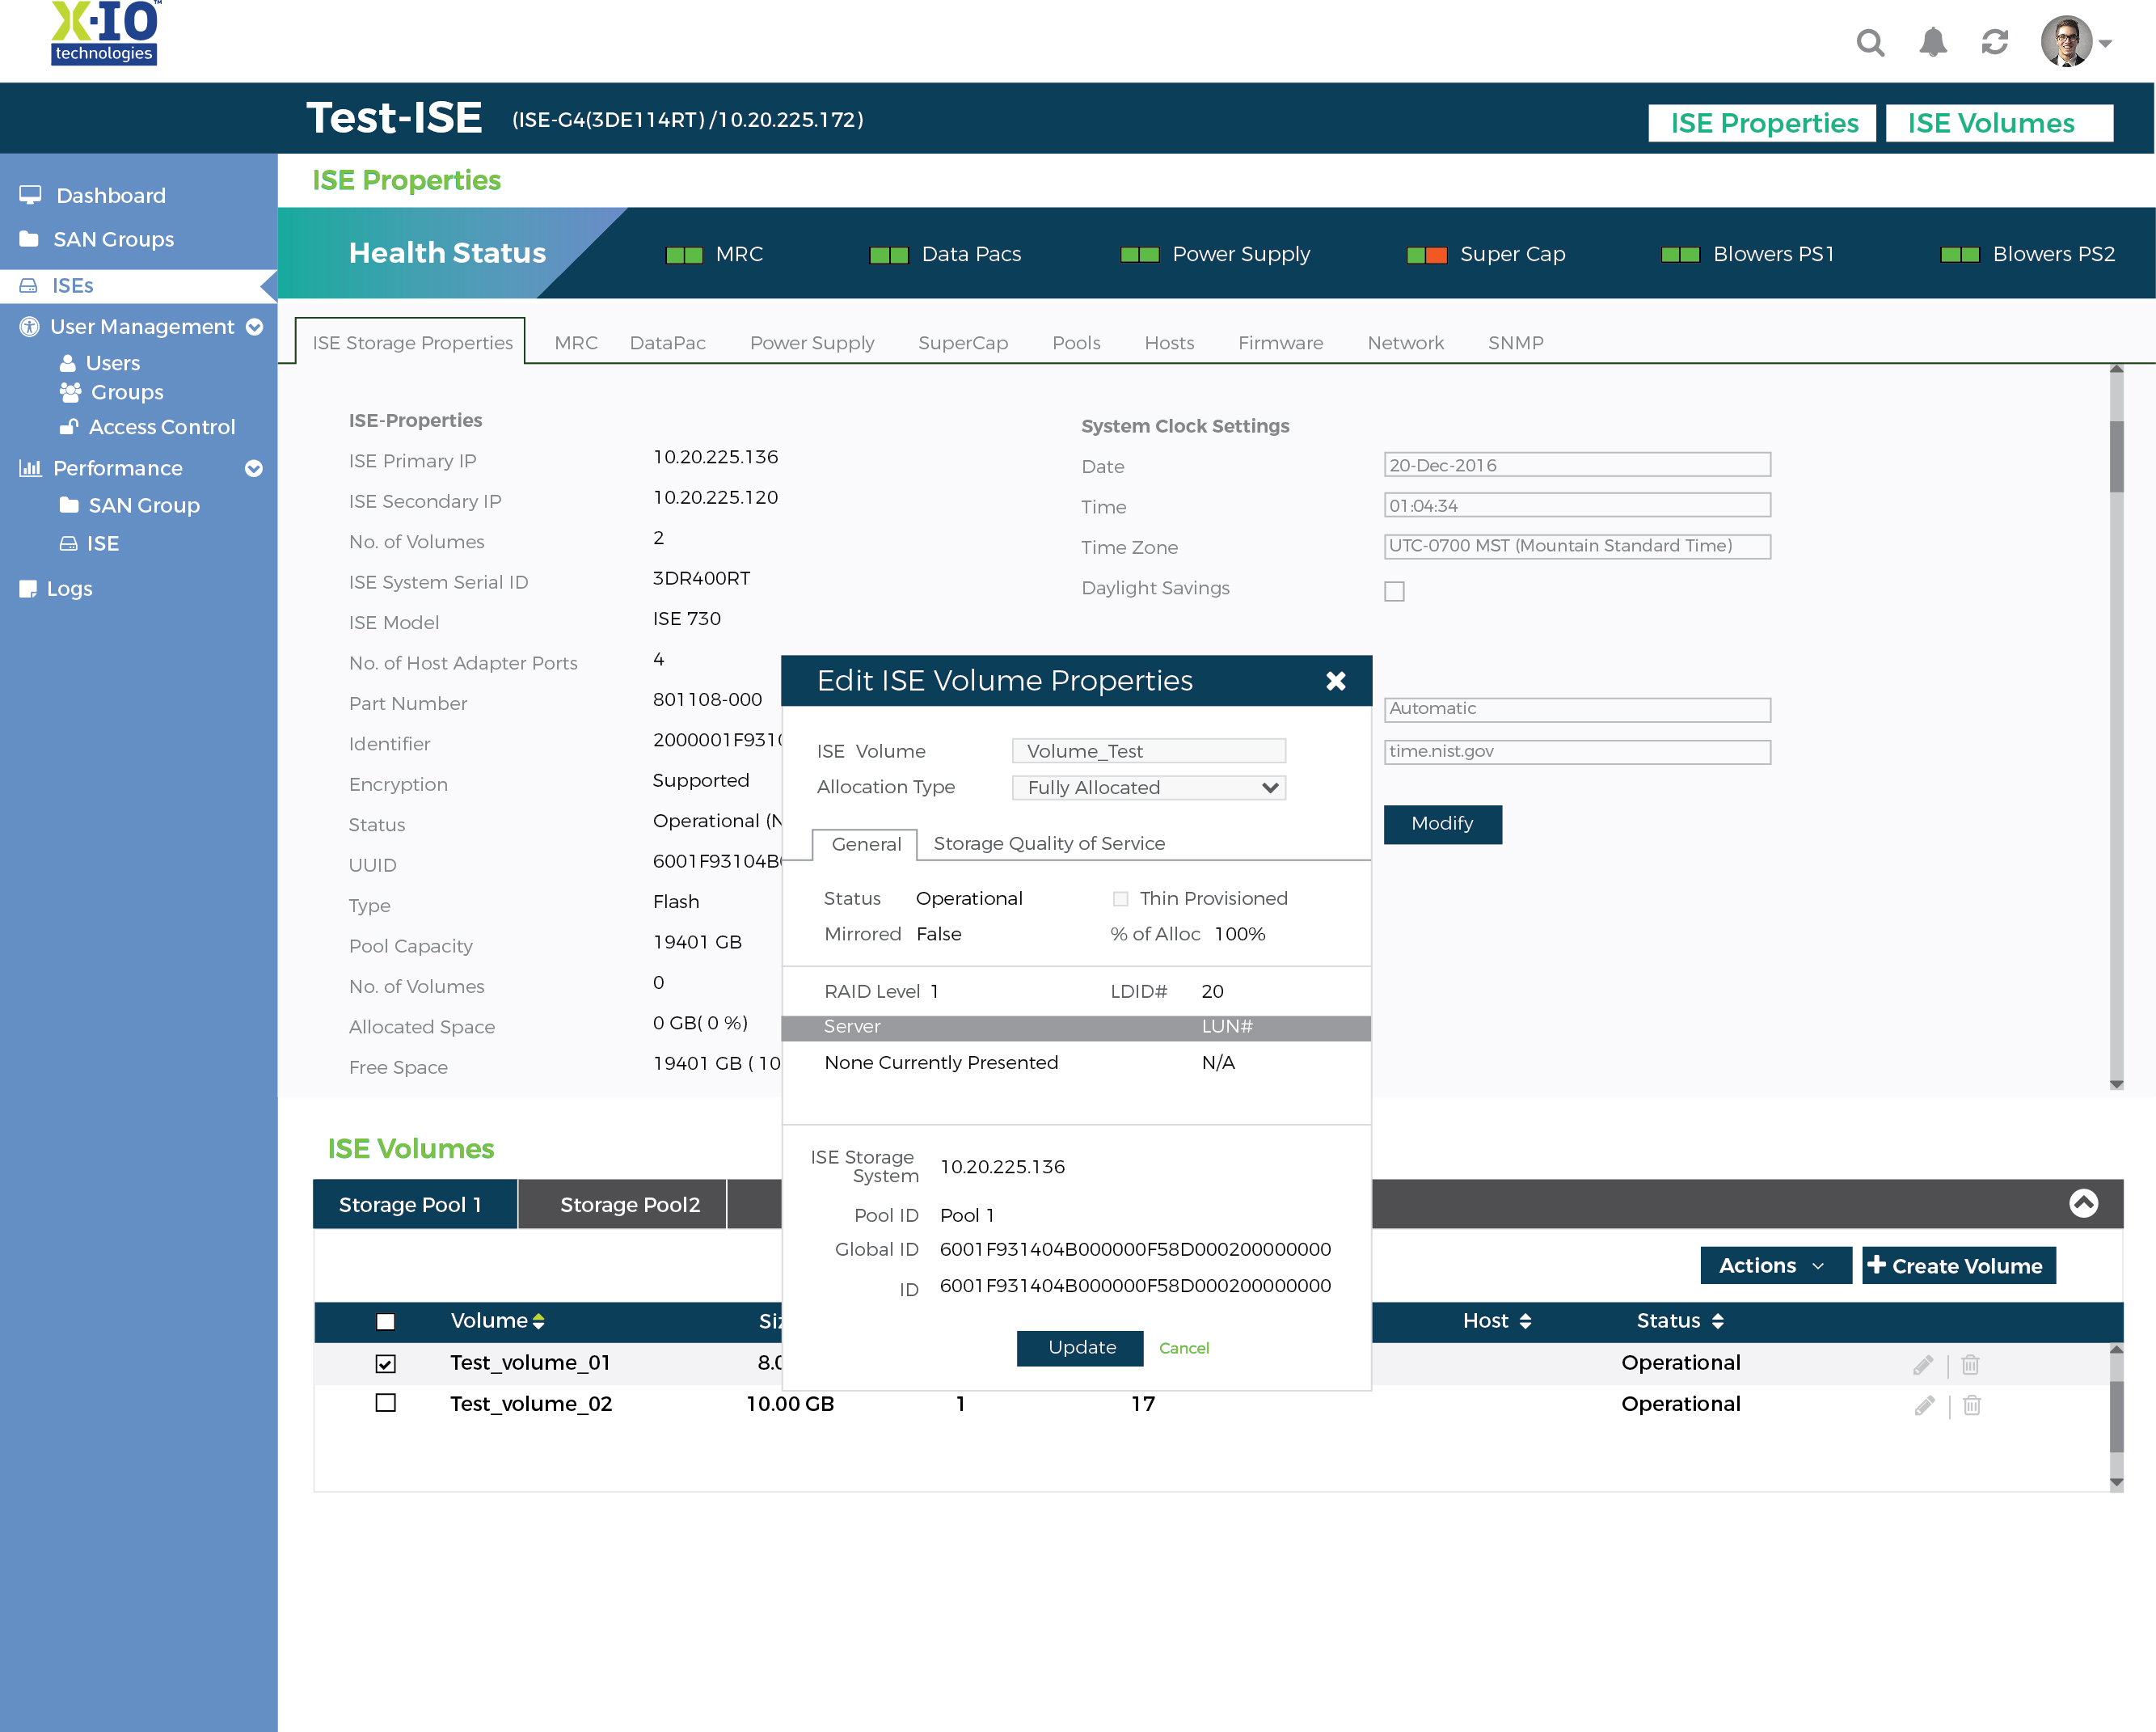 X-IO™
technologies
Test-ISE (ISE-G4(3DE114RT) /10.20.225.172)
ISE Properties
ISE Volumes
Dashboard
SAN Groups
ISEs
User Management
Users
Groups
Access Control
Performance
SAN Group
ISE
Logs
ISE Properties
Health Status
MRC
Data Pacs
Power Supply
Super Cap
Blowers PS1
Blowers PS2
ISE Storage Properties
MRC
DataPac
Power Supply
SuperCap
Pools
Hosts
Firmware
Network
SNMP
ISE-Properties
ISE Primary IP 10.20.225.136
ISE Secondary IP 10.20.225.120
No. of Volumes 2
ISE System Serial ID 3DR400RT
ISE Model ISE 730
No. of Host Adapter Ports 4
Part Number 801108-000
Identifier 2000001F931
Encryption Supported
Status Operational (N
UUID 6001F93104B
Type Flash
Pool Capacity 19401 GB
No. of Volumes 0
Allocated Space 0 GB( 0 %)
Free Space 19401 GB ( 10
System Clock Settings
Date 20-Dec-2016
Time 01:04:34
Time Zone UTC-0700 MST (Mountain Standard Time)
Daylight Savings
Automatic
time.nist.gov
Modify
Edit ISE Volume Properties
ISE Volume Volume_Test
Allocation Type Fully Allocated
General
Storage Quality of Service
Status Operational
Thin Provisioned
Mirrored False
% of Alloc 100%
RAID Level 1
LDID# 20
Server LUN#
None Currently Presented N/A
ISE Storage
System 10.20.225.136
Pool ID Pool 1
Global ID 6001F931404B000000F58D000200000000
ID 6001F931404B000000F58D000200000000
Update
Cancel
ISE Volumes
Storage Pool 1
Storage Pool2
Actions
Create Volume
Volume Si Host Status
Test_volume_01 8.0 Operational
Test_volume_02 10.00 GB 1 17 Operational